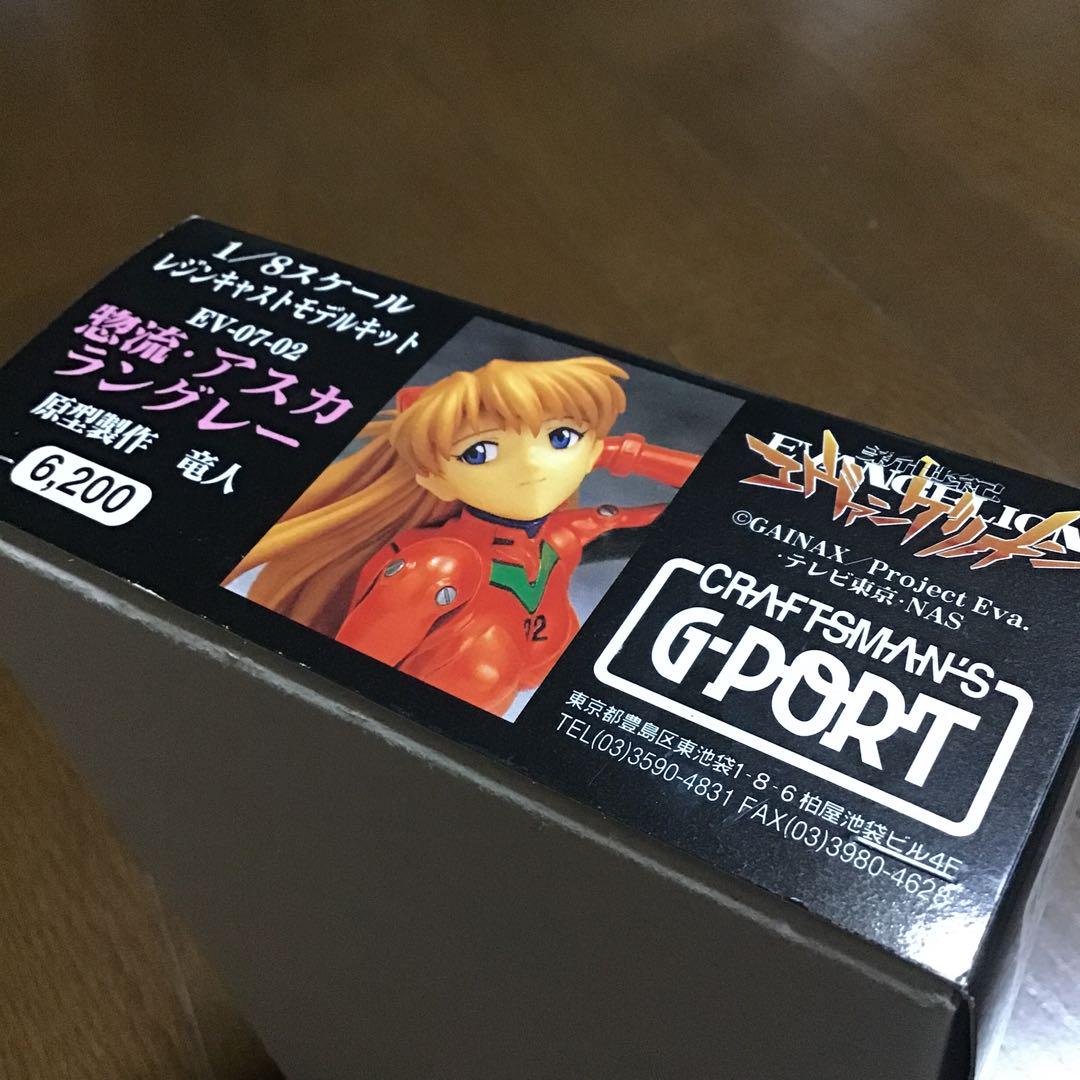 1/8スケール
レジンキャストモデルキット
EV-07-02
惣流・アスカ
ラングレー
原型製作 竜人
6,200
02
新世紀
EVANGELION
エヴァンゲリオン
©GAINAX／Project Eva.
・テレビ東京・NAS
CRAFTSMAN'S
G-PORT
東京都豊島区東池袋1-8-6 柏屋池袋ビル4F
TEL(03)3590-4831 FAX(03)3980-4628